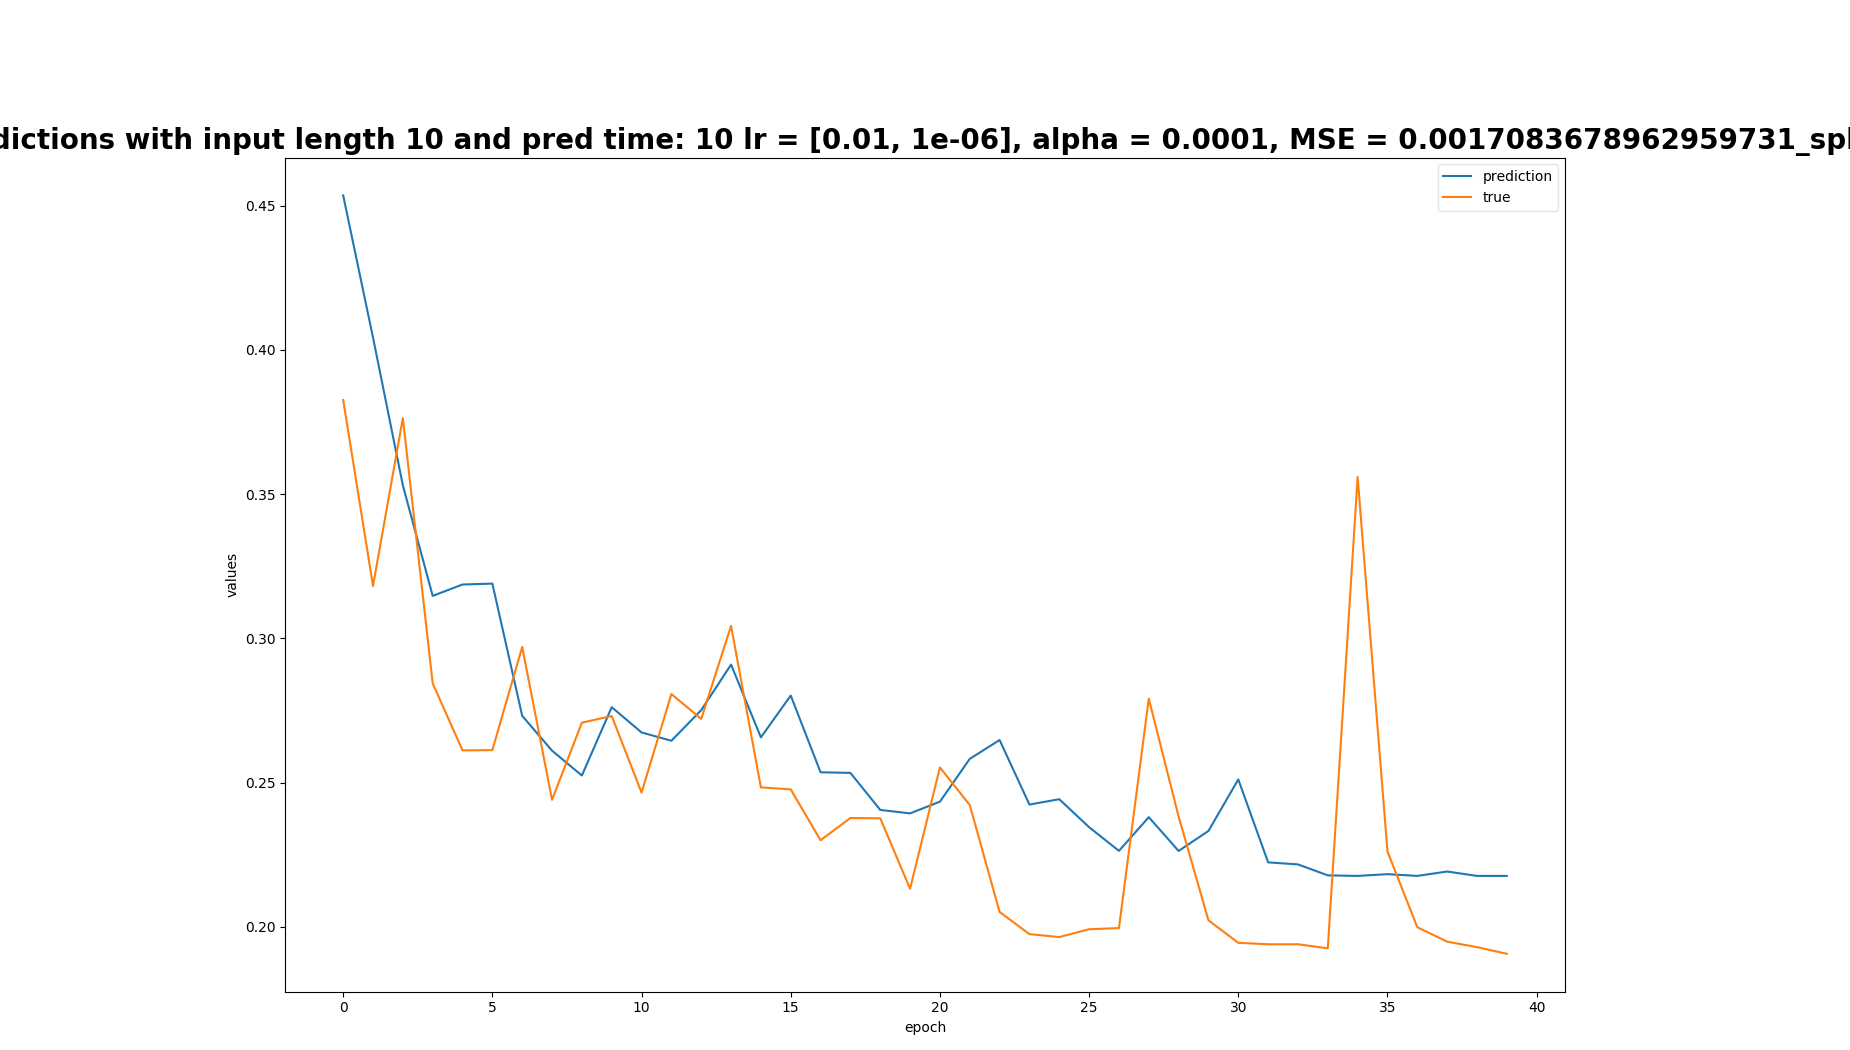 dictions with input length 10 and pred time: 10 lr = [0.01, 1e-06], alpha = 0.0001, MSE = 0.0017083678962959731_spl
prediction
true
0.45
0.40
0.35
0.30
0.25
0.20
values
0 5 10 15 20 25 30 35 40
epoch